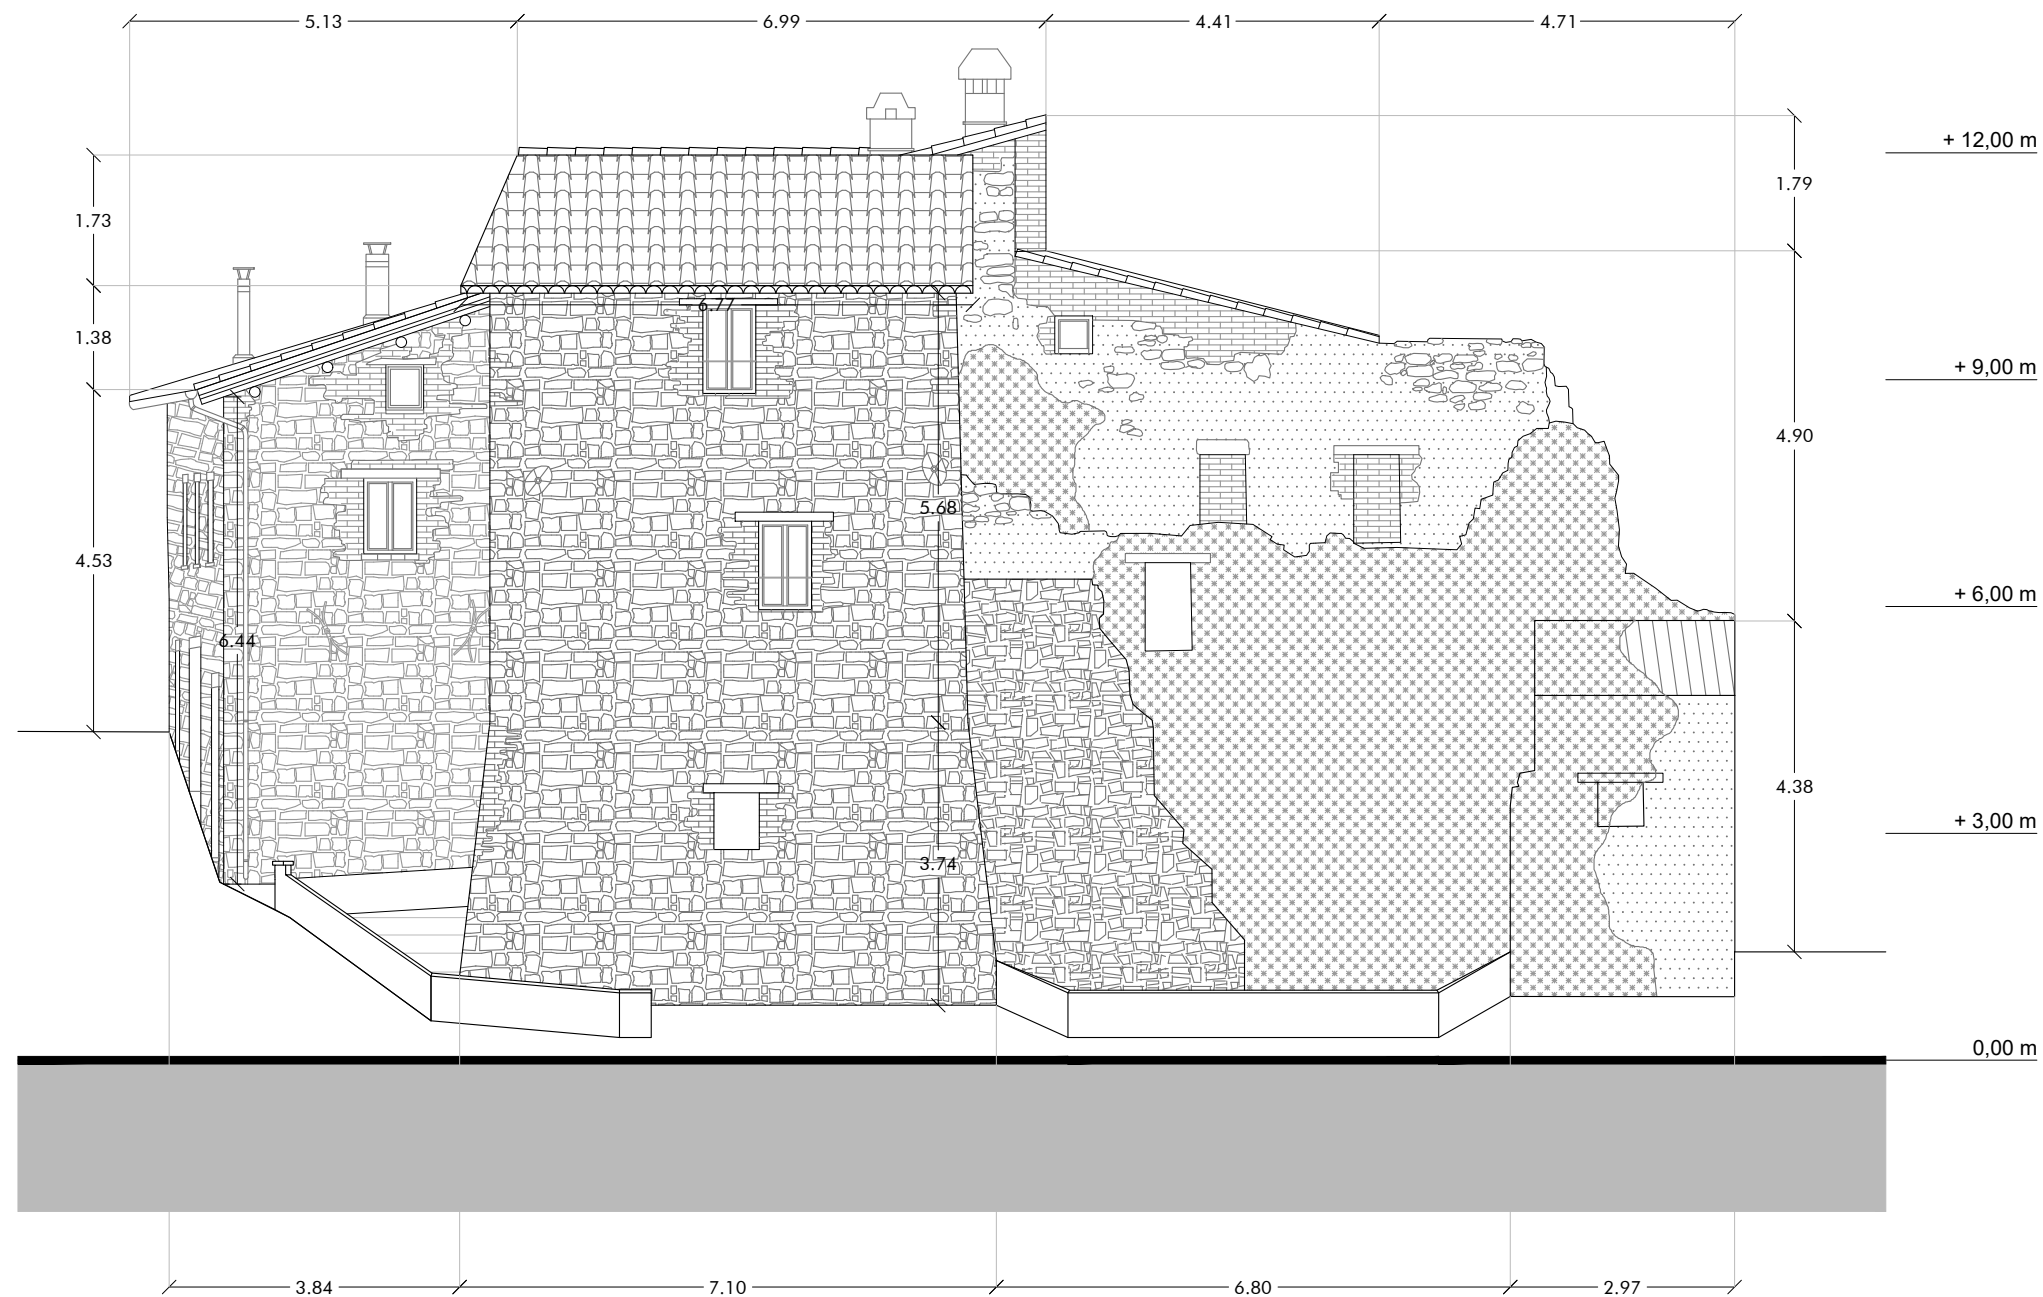 5.13 6.99 4.41 4.71
+ 12,00 m
1.79
1.73
6.77
1.38
+ 9,00 m
4.90
5.68
4.53
+ 6,00 m
6.44
4.38
+ 3,00 m
3.74
0,00 m
3.84 7.10 6.80 2.97